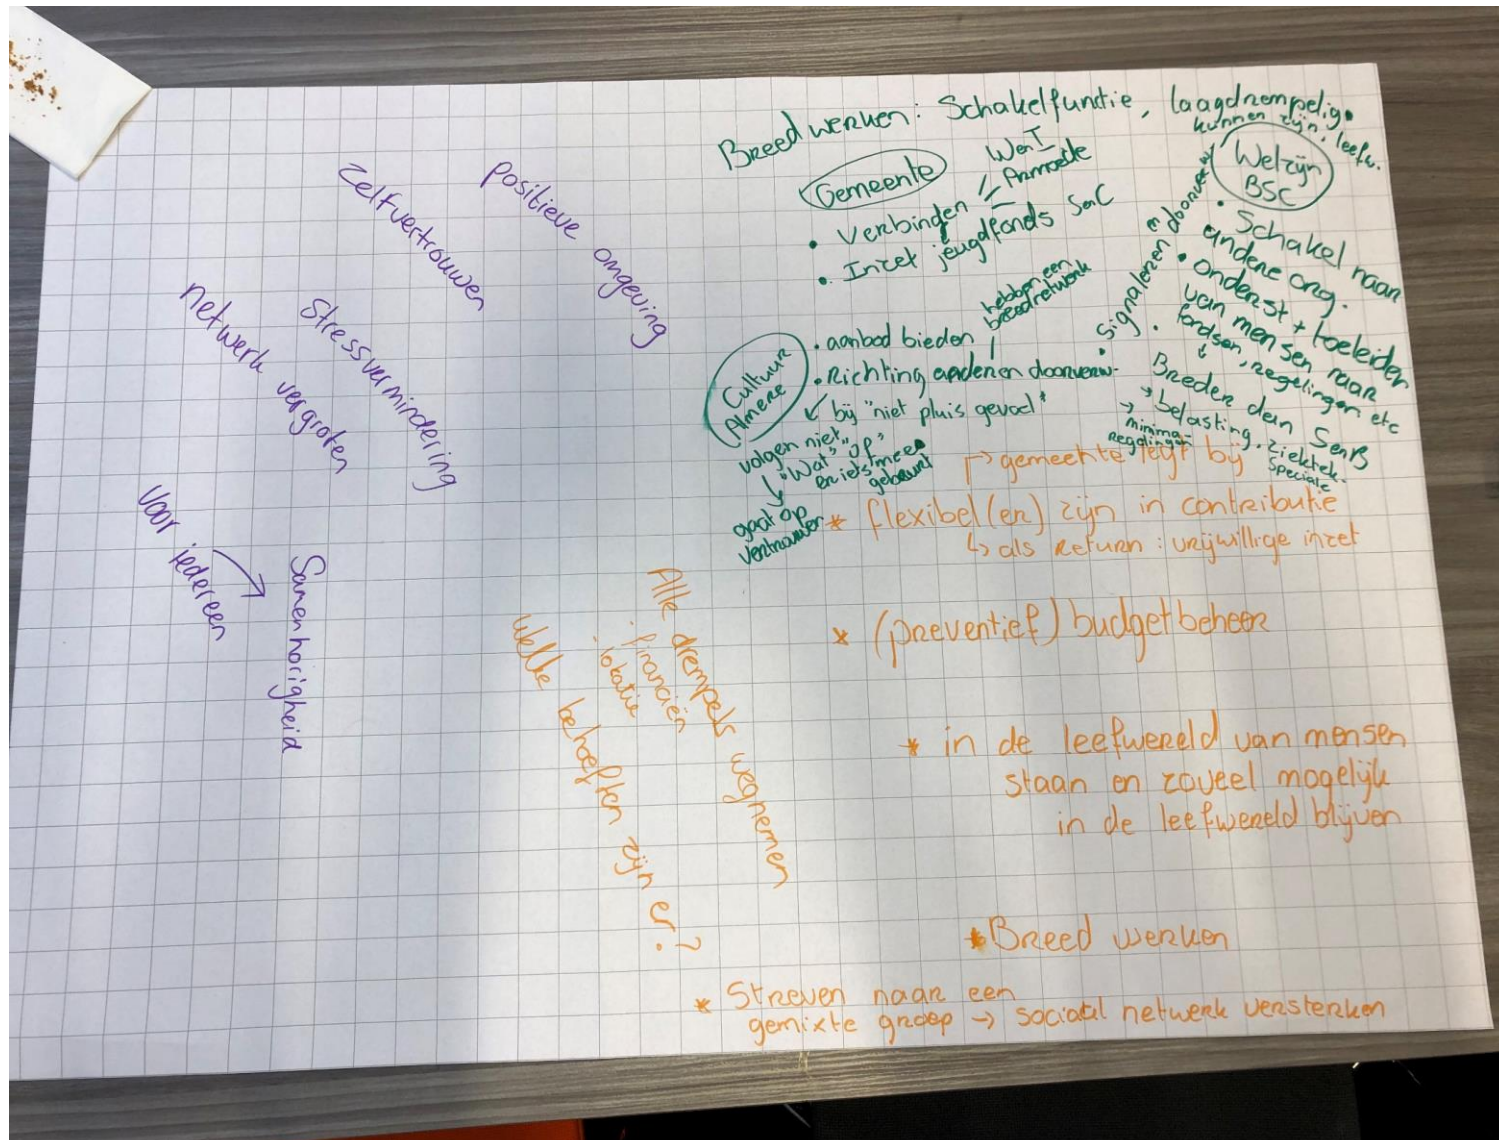 positieve omgeving
zelfvertrouwen
Stressvermindering
netwerk vergroten
Voor iedereen
Samenhorigheid
Breed werken: Schakelfunctie, laagdrempelig
kunnen zijn, leefw.
Gemeente
• Verbinden
WenI
Armoede
• Inzet jeugdfonds SenC
Welzijn
BSC
• Schakel naar
andere org.
• onderst + toeleiden
van mensen naar
fondsen, regelingen etc
Breder dan SenB
→ belasting, ziektek.
→ minima-
regelingen
Speciale
• Signaleren en doorverw
Cultuur
Almere
• aanbod bieden
hebben een
breed netwerk
• Richting anderen doorverw.
bij "niet pluis gevoel"
volgen niet
"wat" op
er iets mee
gebeurt
gaat op
vertrouwen
gemeente legt bij
* flexibel(er) zijn in contributie
↳ als return: vrijwillige inzet
* (preventief) budgetbeheer
* in de leefwereld van mensen
staan en zoveel mogelijk
in de leefwereld blijven
* Breed werken
* Streven naar een
gemixte groep → sociaal netwerk versterken
Alle drempels wegnemen
• financiën
• locatie
Welke behoeften zijn er?